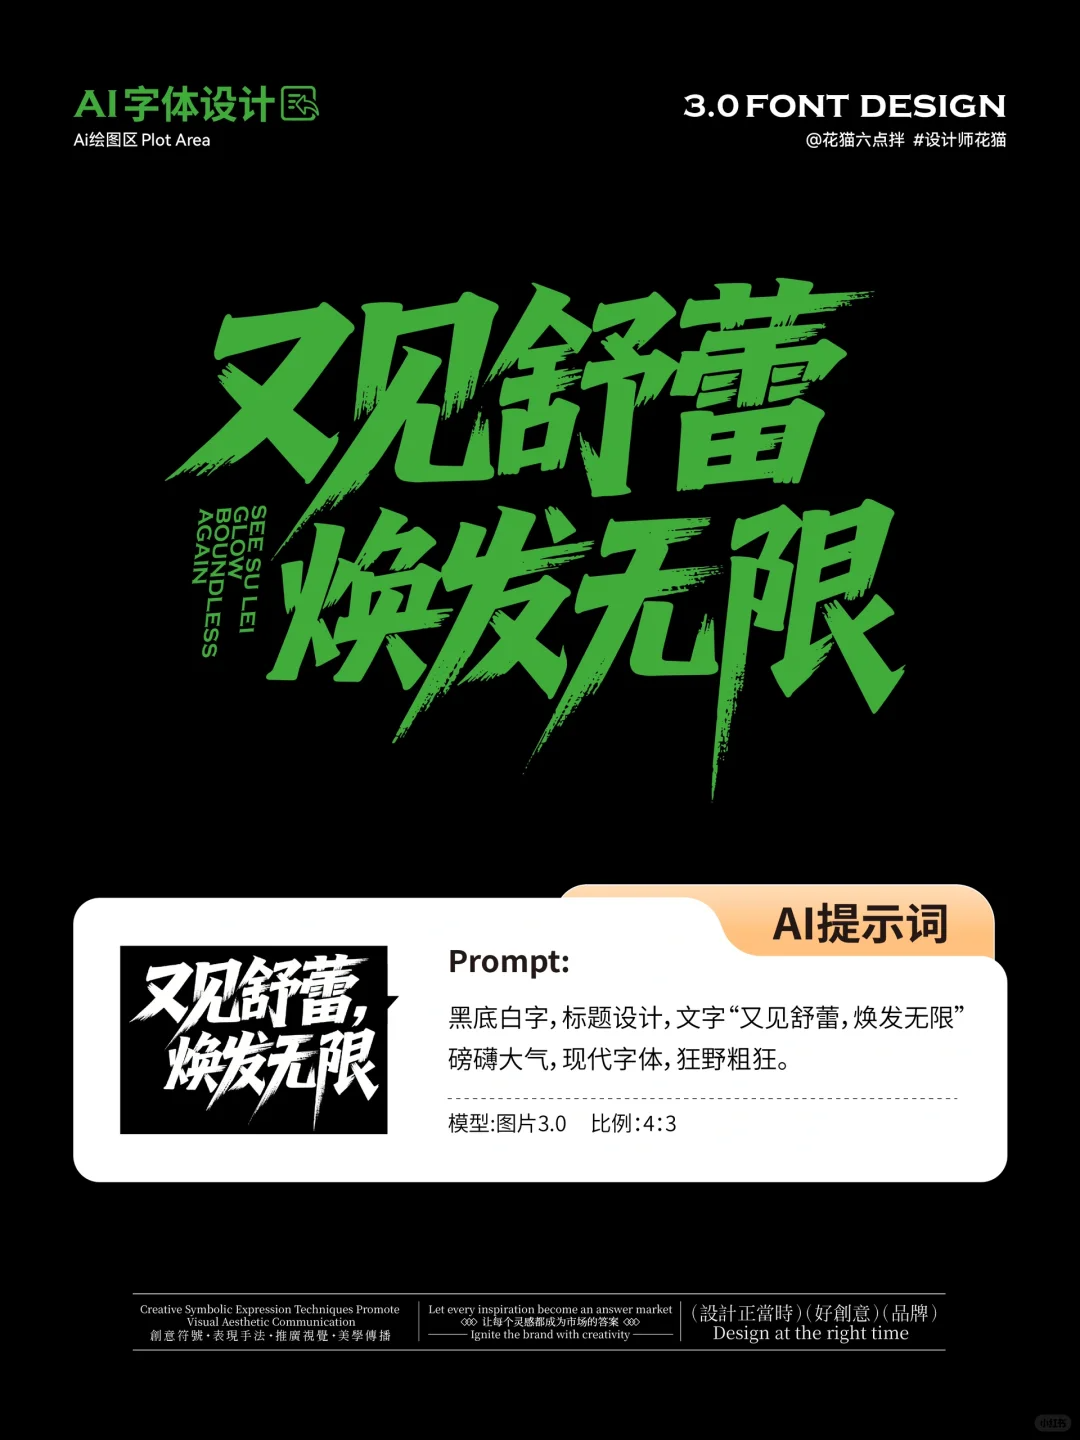 AI字体设计
Ai绘图区 Plot Area
3.0 FONT DESIGN
@花猫六点拌 #设计师花猫
又见舒蕾
焕发无限
SEE SU LEI
GLOW
BOUNDLESS
AGAIN
AI提示词
又见舒蕾,
焕发无限
Prompt:
黑底白字,标题设计,文字“又见舒蕾,焕发无限”
磅礴大气,现代字体,狂野粗狂。
模型:图片3.0 比例:4:3
Creative Symbolic Expression Techniques Promote
Visual Aesthetic Communication
創意符號·表現手法·推廣視覺·美學傳播
Let every inspiration become an answer market
让每个灵感都成为市场的答案
Ignite the brand with creativity
(設計正當時)(好創意)(品牌)
Design at the right time
小红书